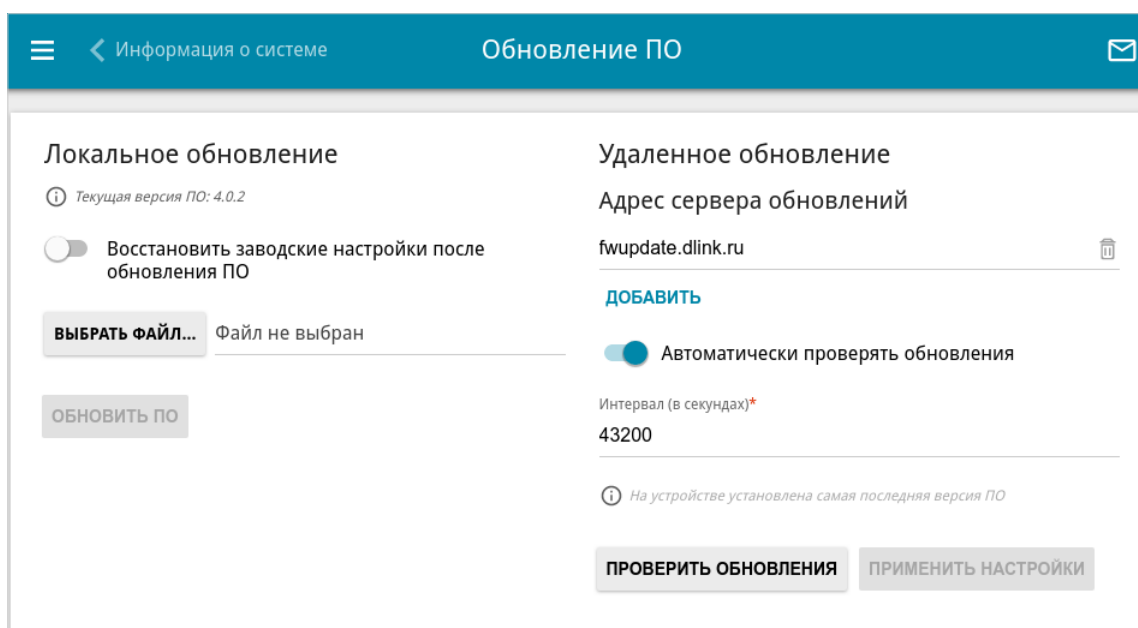 Информация о системе
Обновление ПО
Локальное обновление
Текущая версия ПО: 4.0.2
Восстановить заводские настройки после
обновления ПО
ВЫБРАТЬ ФАЙЛ...
Файл не выбран
ОБНОВИТЬ ПО
Удаленное обновление
Адрес сервера обновлений
fwupdate.dlink.ru
ДОБАВИТЬ
Автоматически проверять обновления
Интервал (в секундах)*
43200
На устройстве установлена самая последняя версия ПО
ПРОВЕРИТЬ ОБНОВЛЕНИЯ
ПРИМЕНИТЬ НАСТРОЙКИ